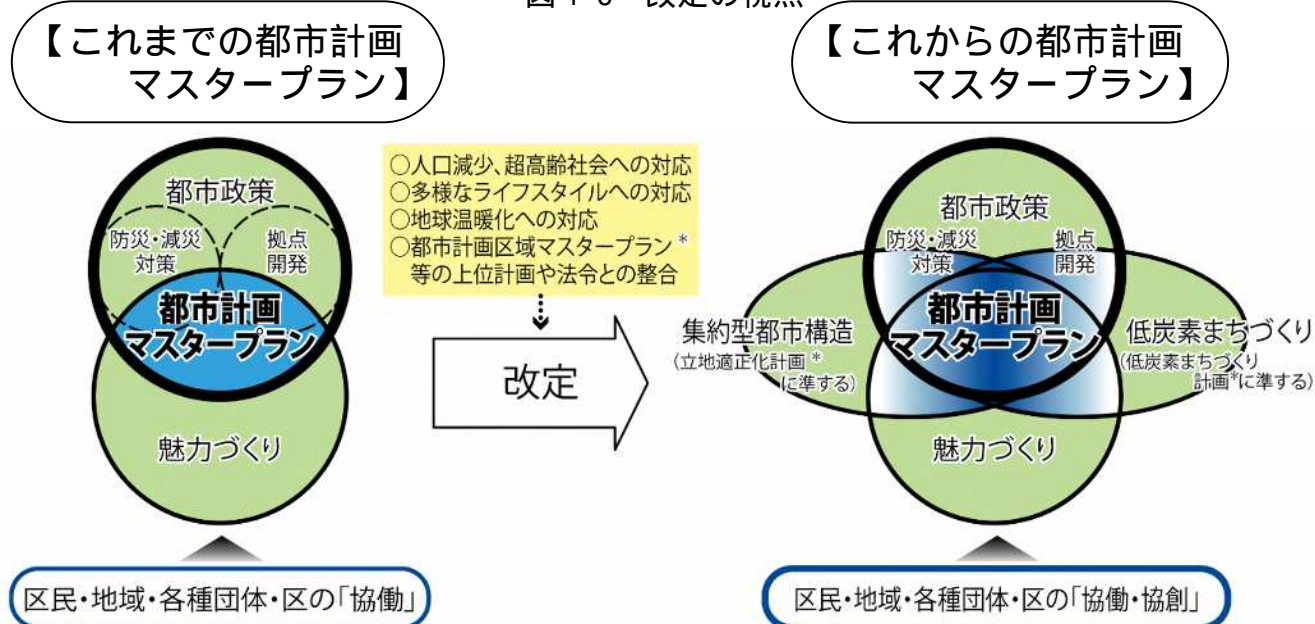 改定の視点
【これまでの都市計画
マスタープラン】
【これからの都市計画
マスタープラン】
都市政策
防災・減災
対策
拠点
開発
都市計画
マスタープラン
魅力づくり
区民・地域・各種団体・区の「協働」
○人口減少、超高齢社会への対応
○多様なライフスタイルへの対応
○地球温暖化への対応
○都市計画区域マスタープラン*
等の上位計画や法令との整合
改定
都市政策
防災・減災
対策
拠点
開発
都市計画
マスタープラン
集約型都市構造
(立地適正化計画*
に準する)
低炭素まちづくり
(低炭素まちづくり
計画*に準する)
魅力づくり
区民・地域・各種団体・区の「協働・協創」